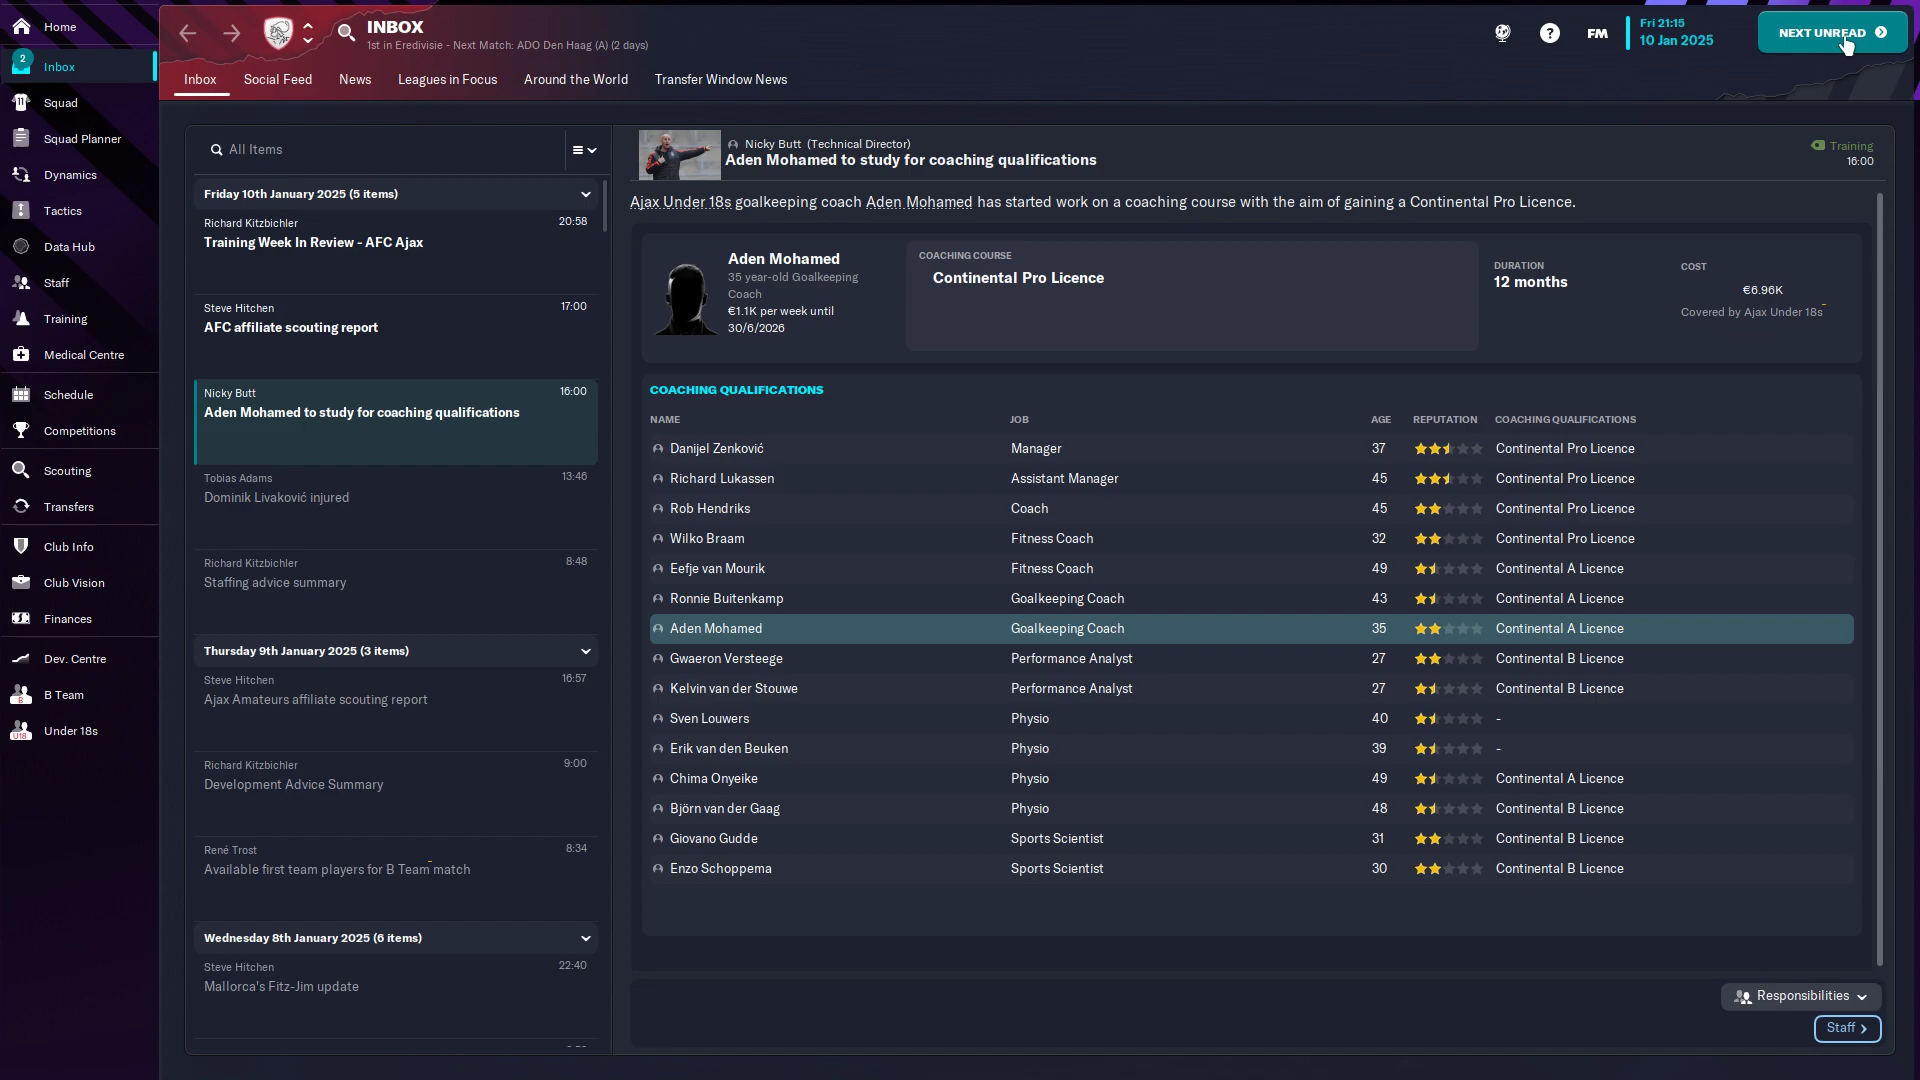 Home
2
Inbox
Squad
Squad Planner
Dynamics
Tactics
Data Hub
Staff
Training
Medical Centre
Schedule
Competitions
Scouting
Transfers
Club Info
Club Vision
Finances
Dev. Centre
B Team
Under 18s
INBOX
1st in Eredivisie - Next Match: ADO Den Haag (A) (2 days)
FM
Fri 21:15
10 Jan 2025
NEXT UNREAD
Inbox Social Feed News Leagues in Focus Around the World Transfer Window News
All Items
Friday 10th January 2025 (5 items)
Richard Kitzbichler 20:58
Training Week In Review - AFC Ajax
Steve Hitchen 17:00
AFC affiliate scouting report
Nicky Butt 16:00
Aden Mohamed to study for coaching qualifications
Tobias Adams 13:46
Dominik Livaković injured
Richard Kitzbichler 8:48
Staffing advice summary
Thursday 9th January 2025 (3 items)
Steve Hitchen 16:57
Ajax Amateurs affiliate scouting report
Richard Kitzbichler 9:00
Development Advice Summary
René Trost 8:34
Available first team players for B Team match
Wednesday 8th January 2025 (6 items)
Steve Hitchen 22:40
Mallorca's Fitz-Jim update
Nicky Butt (Technical Director)
Aden Mohamed to study for coaching qualifications
Training
16:00
Ajax Under 18s goalkeeping coach Aden Mohamed has started work on a coaching course with the aim of gaining a Continental Pro Licence.
Aden Mohamed
35 year-old Goalkeeping
Coach
€1.1K per week until
30/6/2026
COACHING COURSE
Continental Pro Licence
DURATION
12 months
COST
€6.96K
Covered by Ajax Under 18s
COACHING QUALIFICATIONS
NAME JOB AGE REPUTATION COACHING QUALIFICATIONS
Danijel Zenković Manager 37 Continental Pro Licence
Richard Lukassen Assistant Manager 45 Continental Pro Licence
Rob Hendriks Coach 45 Continental Pro Licence
Wilko Braam Fitness Coach 32 Continental Pro Licence
Eefje van Mourik Fitness Coach 49 Continental A Licence
Ronnie Buitenkamp Goalkeeping Coach 43 Continental A Licence
Aden Mohamed Goalkeeping Coach 35 Continental A Licence
Gwaeron Versteege Performance Analyst 27 Continental B Licence
Kelvin van der Stouwe Performance Analyst 27 Continental B Licence
Sven Louwers Physio 40 -
Erik van den Beuken Physio 39 -
Chima Onyeike Physio 49 Continental A Licence
Björn van der Gaag Physio 48 Continental B Licence
Giovano Gudde Sports Scientist 31 Continental B Licence
Enzo Schoppema Sports Scientist 30 Continental B Licence
Responsibilities
Staff